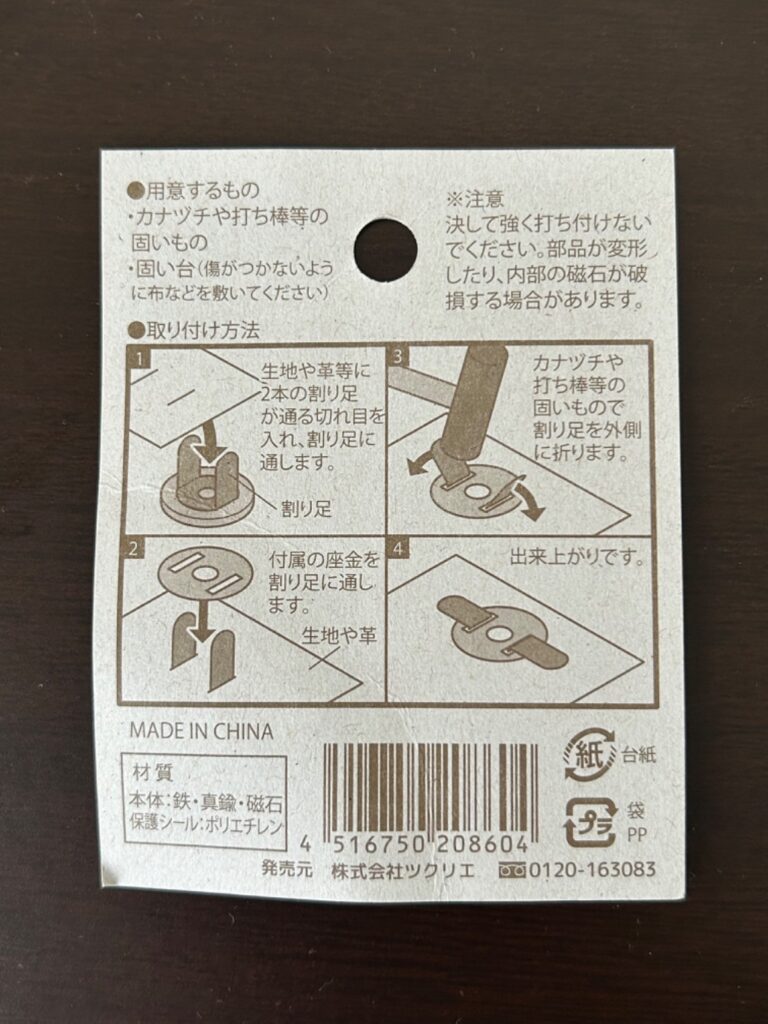 ●用意するもの
・カナヅチや打ち棒等の
固いもの
・固い台(傷がつかないよう
に布などを敷いてください)
※注意
決して強く打ち付けない
でください。部品が変形
したり、内部の磁石が破
損する場合があります。
●取り付け方法
1
生地や革等に
2本の割り足
が通る切れ目を
入れ、割り足に
通します。
割り足
2
付属の座金を
割り足に通し
ます。
生地や革
3
カナヅチや
打ち棒等の
固いもので
割り足を外側
に折ります。
4
出来上がりです。
MADE IN CHINA
材質
本体:鉄・真鍮・磁石
保護シール:ポリエチレン
4 516750 208604
紙 台紙
プラ 袋
PP
発売元 株式会社ツクリエ 0120-163083